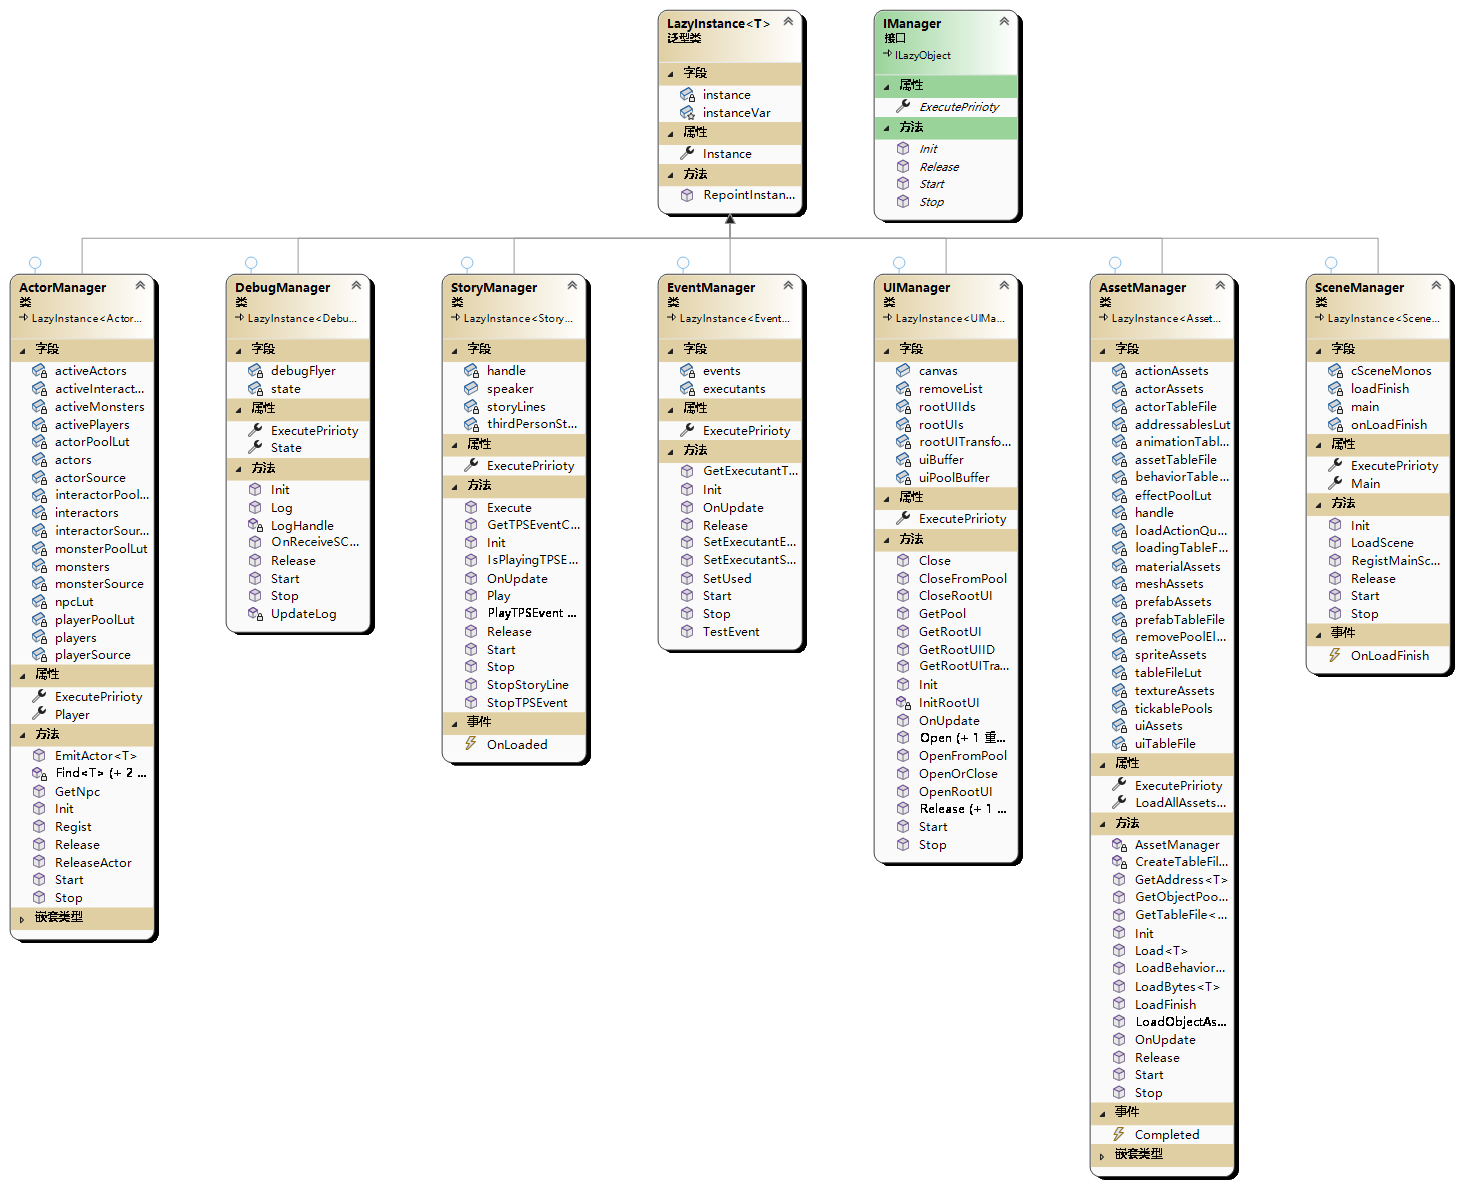 LazyInstance<T>
泛型类
字段
instance
instanceVar
属性
Instance
方法
RepointInstan...
IManager
接口
ILazyObject
属性
ExecutePririoty
方法
Init
Release
Start
Stop
ActorManager
类
LazyInstance<Actor...
字段
activeActors
activeInteract...
activeMonsters
activePlayers
actorPoolLut
actors
actorSource
interactorPool...
interactors
interactorSour...
monsterPoolLut
monsters
monsterSource
npcLut
playerPoolLut
players
playerSource
属性
ExecutePririoty
Player
方法
EmitActor<T>
Find<T> (+ 2 ...
GetNpc
Init
Regist
Release
ReleaseActor
Start
Stop
嵌套类型
DebugManager
类
LazyInstance<Debu...
字段
debugFlyer
state
属性
ExecutePririoty
State
方法
Init
Log
LogHandle
OnReceiveSC...
Release
Start
Stop
UpdateLog
StoryManager
类
LazyInstance<Story...
字段
handle
speaker
storyLines
thirdPersonSt...
属性
ExecutePririoty
方法
Execute
GetTPSEventC...
Init
IsPlayingTPSE...
OnUpdate
Play
PlayTPSEvent ...
Release
Start
Stop
StopStoryLine
StopTPSEvent
事件
OnLoaded
EventManager
类
LazyInstance<Event...
字段
events
executants
属性
ExecutePririoty
方法
GetExecutantT...
Init
OnUpdate
Release
SetExecutantE...
SetExecutantS...
SetUsed
Start
Stop
TestEvent
UIManager
类
LazyInstance<UIMa...
字段
canvas
removeList
rootUIIds
rootUIs
rootUITransfo...
uiBuffer
uiPoolBuffer
属性
ExecutePririoty
方法
Close
CloseFromPool
CloseRootUI
GetPool
GetRootUI
GetRootUIID
GetRootUITra...
Init
InitRootUI
OnUpdate
Open (+ 1 重...
OpenFromPool
OpenOrClose
OpenRootUI
Release (+ 1 ...
Start
Stop
AssetManager
类
LazyInstance<Asset...
字段
actionAssets
actorAssets
actorTableFile
addressablesLut
animationTabl...
assetTableFile
behaviorTable...
effectPoolLut
handle
loadActionQu...
loadingTableF...
materialAssets
meshAssets
prefabAssets
prefabTableFile
removePoolEl...
spriteAssets
tableFileLut
textureAssets
tickablePools
uiAssets
uiTableFile
属性
ExecutePririoty
LoadAllAssets...
方法
AssetManager
CreateTableFil...
GetAddress<T>
GetObjectPoo...
GetTableFile<...
Init
Load<T>
LoadBehavior...
LoadBytes<T>
LoadFinish
LoadObjectAs...
OnUpdate
Release
Start
Stop
事件
Completed
嵌套类型
SceneManager
类
LazyInstance<Scene...
字段
cSceneMonos
loadFinish
main
onLoadFinish
属性
ExecutePririoty
Main
方法
Init
LoadScene
RegistMainSc...
Release
Start
Stop
事件
OnLoadFinish